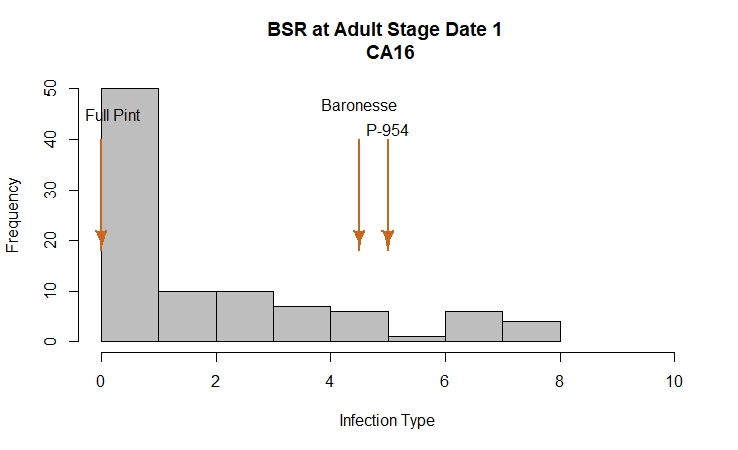 BSR at Adult Stage Date 1
CA16
Baronesse
Full Pint
P-954
Frequency
50
40
30
20
10
0
0 2 4 6 8 10
Infection Type